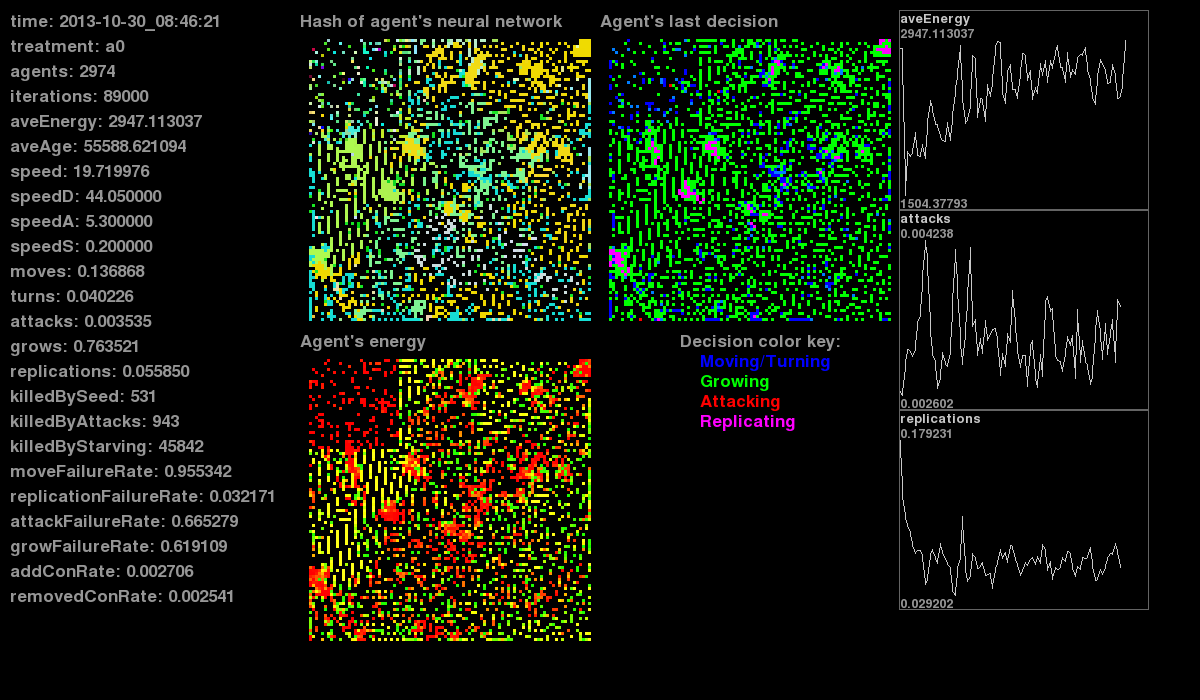 time: 2013-10-30_08:46:21
treatment: a0
agents: 2974
iterations: 89000
aveEnergy: 2947.113037
aveAge: 55588.621094
speed: 19.719976
speedD: 44.050000
speedA: 5.300000
speedS: 0.200000
moves: 0.136868
turns: 0.040226
attacks: 0.003535
grows: 0.763521
replications: 0.055850
killedBySeed: 531
killedByAttacks: 943
killedByStarving: 45842
moveFailureRate: 0.955342
replicationFailureRate: 0.032171
attackFailureRate: 0.665279
growFailureRate: 0.619109
addConRate: 0.002706
removedConRate: 0.002541
Hash of agent's neural network
Agent's last decision
Agent's energy
Decision color key:
Moving/Turning
Growing
Attacking
Replicating
aveEnergy
2947.113037
1504.37793
attacks
0.004238
0.002602
replications
0.179231
0.029202